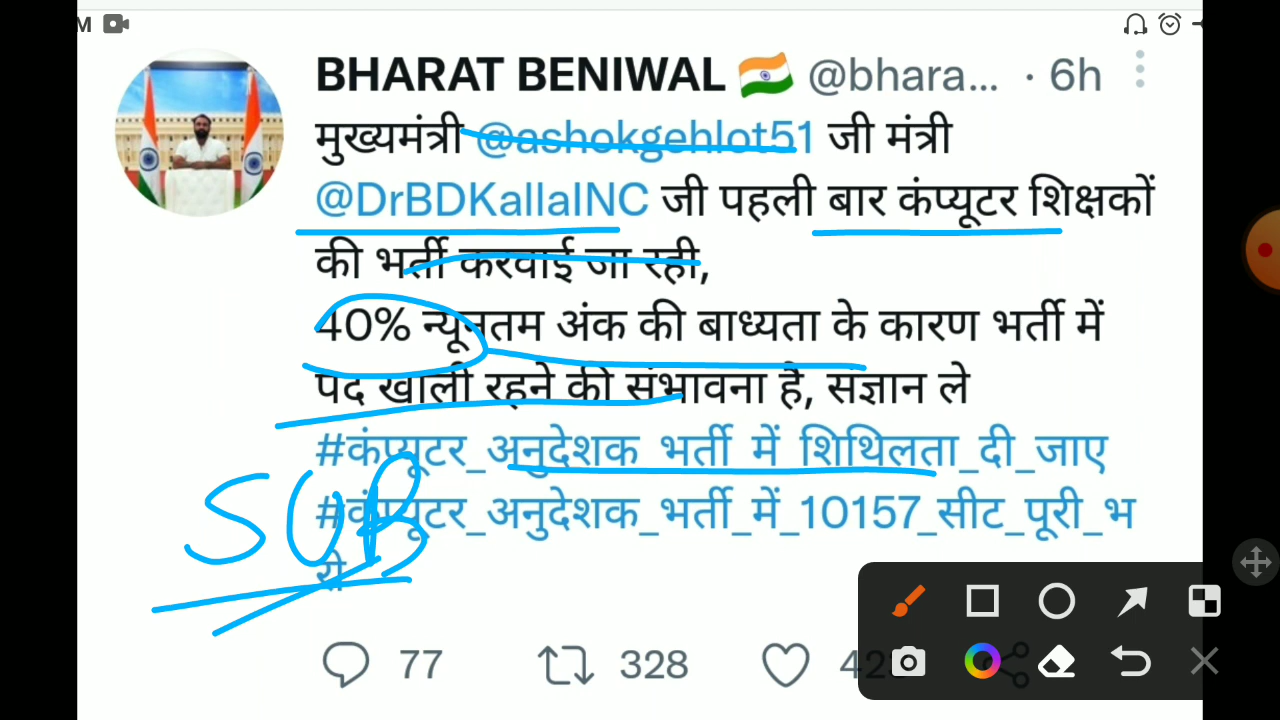 M
BHARAT BENIWAL 🇮🇳 @bhara... · 6h
मुख्यमंत्री @ashokgehlot51 जी मंत्री
@DrBDKallaINC जी पहली बार कंप्यूटर शिक्षकों
की भर्ती करवाई जा रही,
40% न्यूनतम अंक की बाध्यता के कारण भर्ती में
पद खाली रहने की संभावना है, संज्ञान ले
#कंप्यूटर_अनुदेशक_भर्ती_में_शिथिलता_दी_जाए
#कंप्यूटर_अनुदेशक_भर्ती_में_10157_सीट_पूरी_भ
रो
SUB
77 328